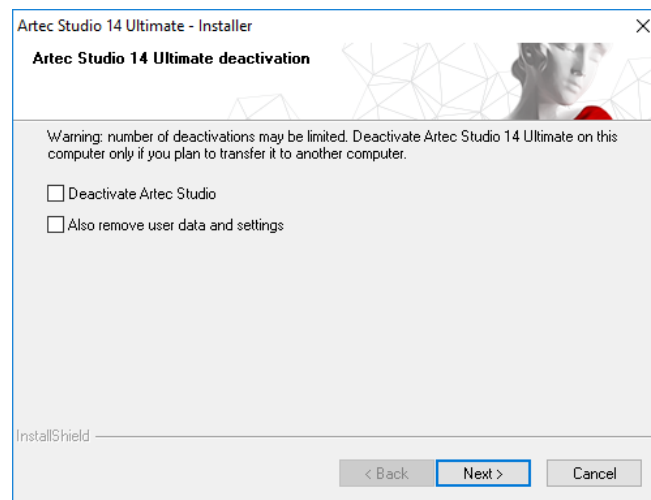 Artec Studio 14 Ultimate - Installer
Artec Studio 14 Ultimate deactivation
Warning: number of deactivations may be limited. Deactivate Artec Studio 14 Ultimate on this
computer only if you plan to transfer it to another computer.
Deactivate Artec Studio
Also remove user data and settings
InstallShield
< Back
Next >
Cancel